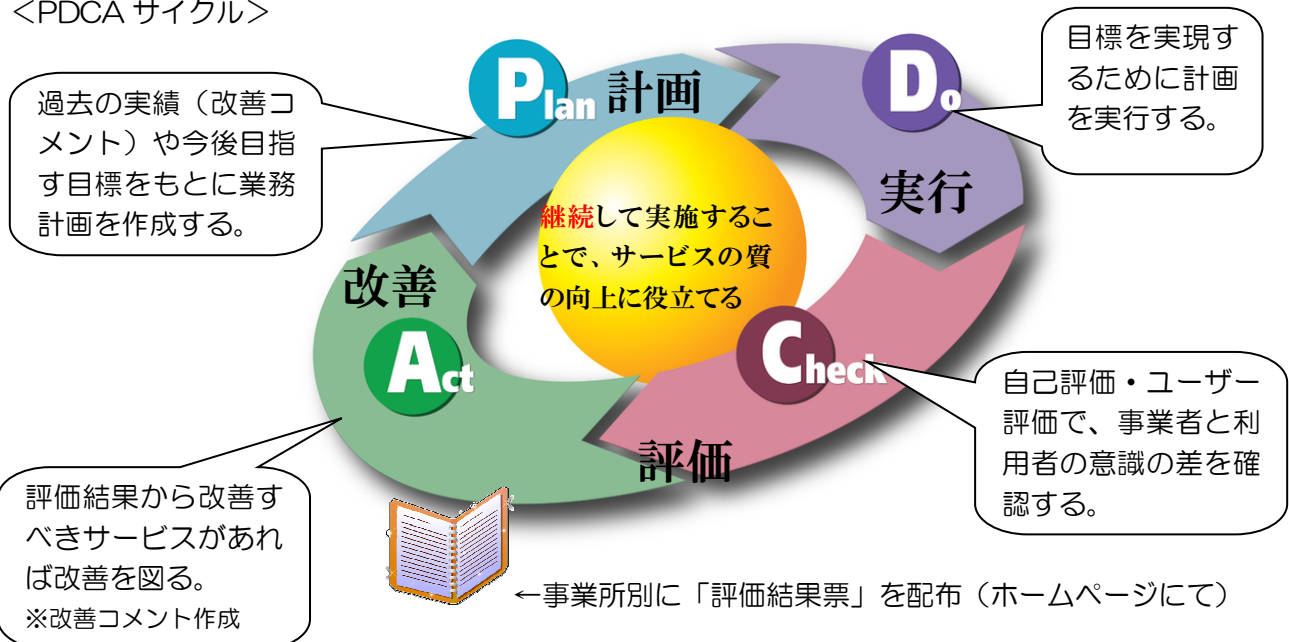 ＜PDCA サイクル＞
Plan 計画
過去の実績（改善コ
メント）や今後目指
す目標をもとに業務
計画を作成する。
Do
実行
目標を実現す
るために計画
を実行する。
継続して実施するこ
とで、サービスの質
の向上に役立てる
Check
評価
自己評価・ユーザー
評価で、事業者と利
用者の意識の差を確
認する。
改善
Act
評価結果から改善す
べきサービスがあれ
ば改善を図る。
※改善コメント作成
←事業所別に「評価結果票」を配布（ホームページにて）